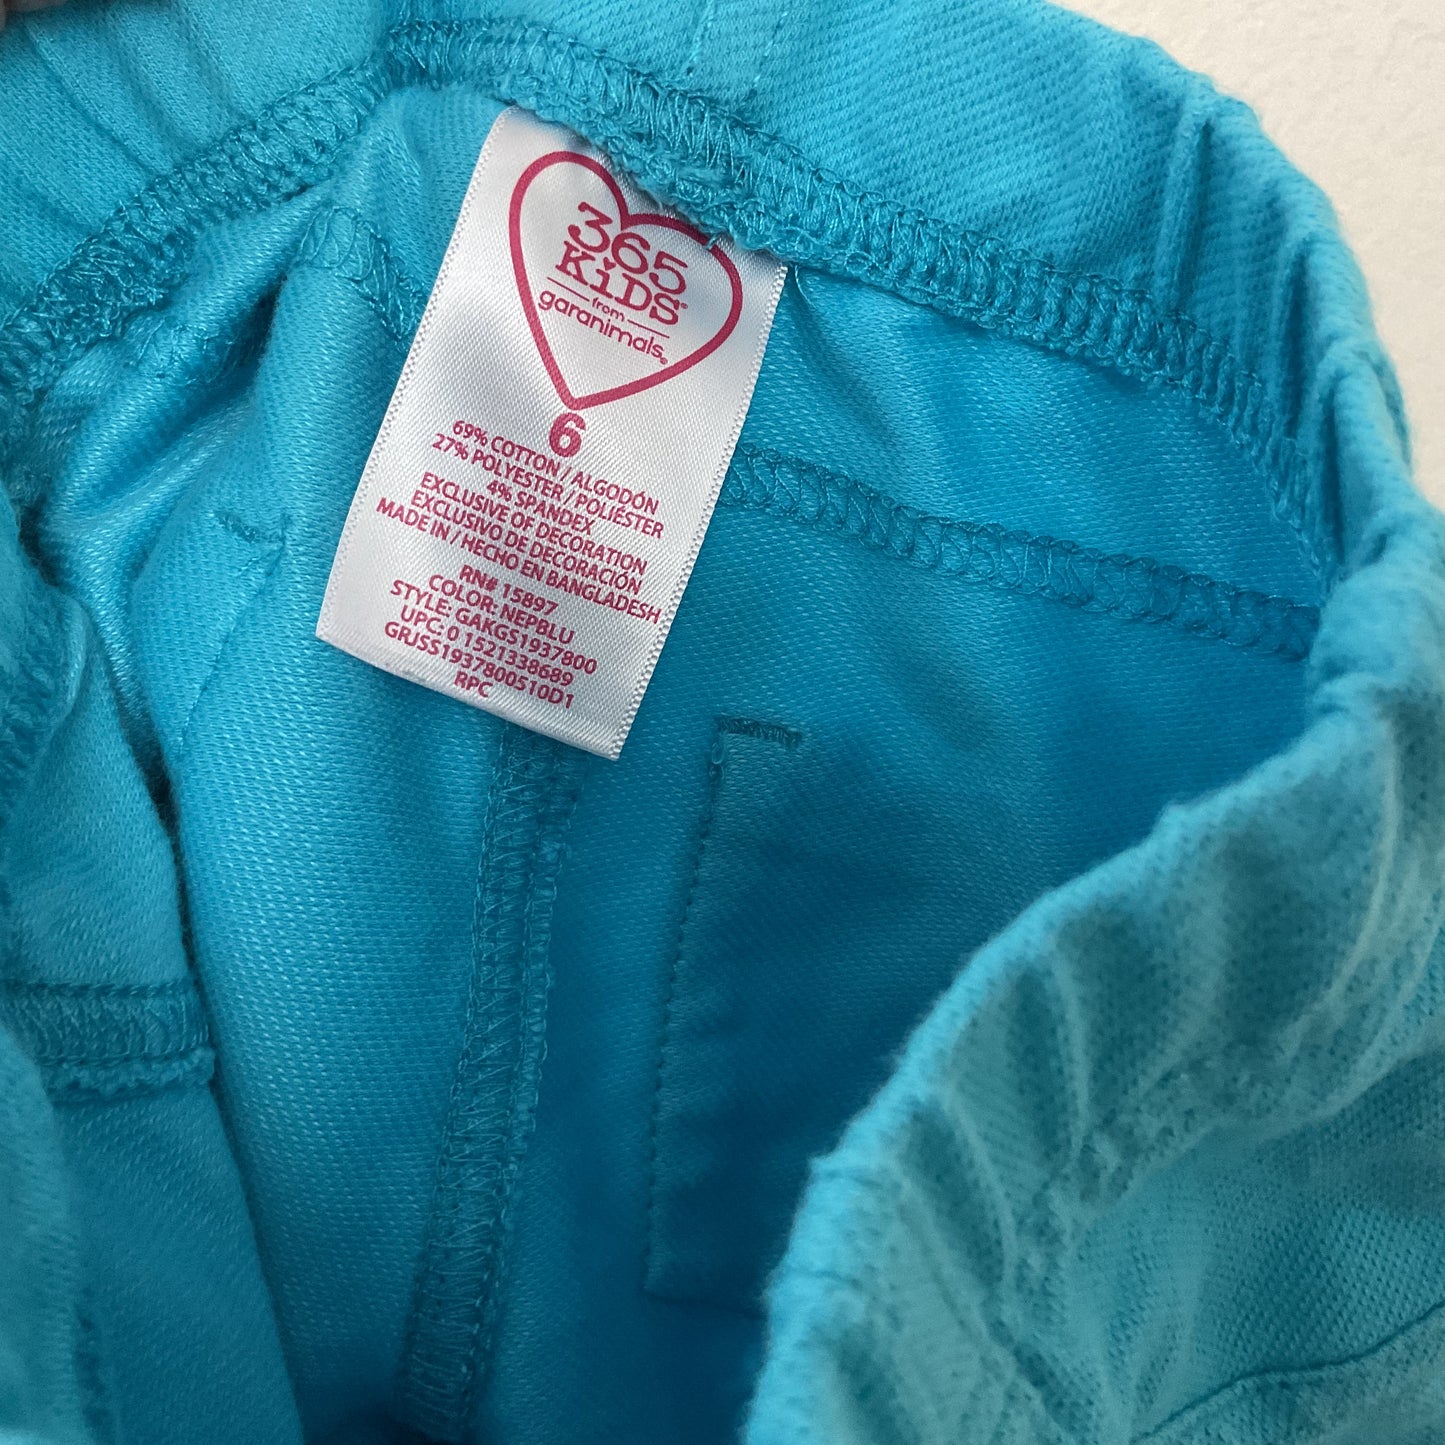 365
KiDS®
from
garanimals®
6
69% COTTON / ALGODÓN
27% POLYESTER / POLIÉSTER
4% SPANDEX
EXCLUSIVE OF DECORATION
EXCLUSIVO DE DECORACIÓN
MADE IN / HECHO EN BANGLADESH
RN# 15897
COLOR: NEPBLU
STYLE: GAKGS1937800
UPC: 0 1521338689
GRJSS1937800510D1
RPC